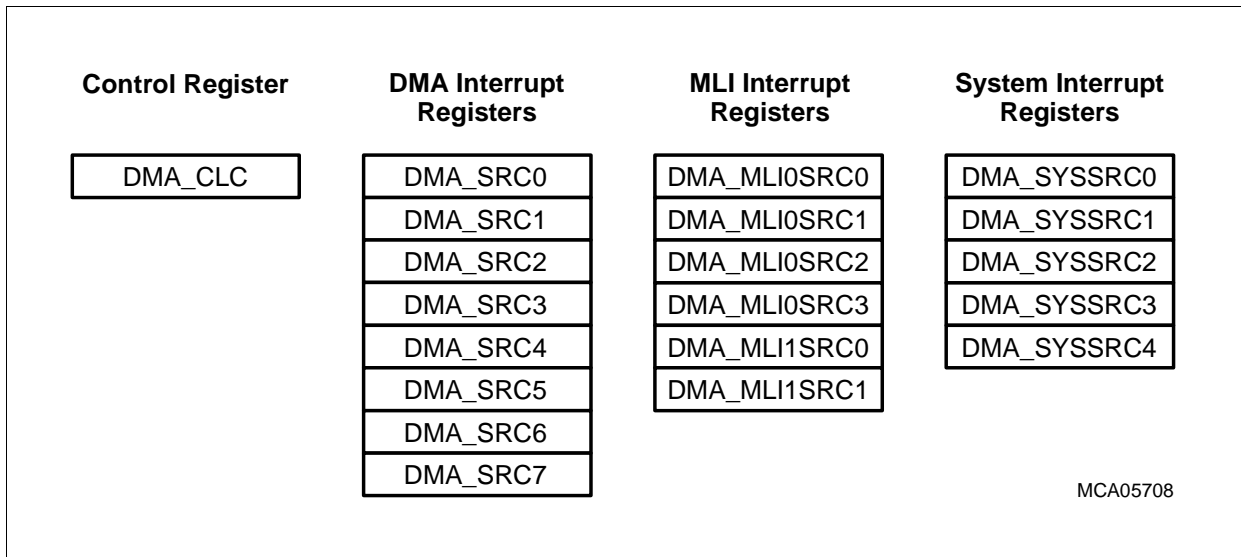 Control Register
DMA_CLC
DMA Interrupt
Registers
DMA_SRC0
DMA_SRC1
DMA_SRC2
DMA_SRC3
DMA_SRC4
DMA_SRC5
DMA_SRC6
DMA_SRC7
MLI Interrupt
Registers
DMA_MLI0SRC0
DMA_MLI0SRC1
DMA_MLI0SRC2
DMA_MLI0SRC3
DMA_MLI1SRC0
DMA_MLI1SRC1
System Interrupt
Registers
DMA_SYSSRC0
DMA_SYSSRC1
DMA_SYSSRC2
DMA_SYSSRC3
DMA_SYSSRC4
MCA05708